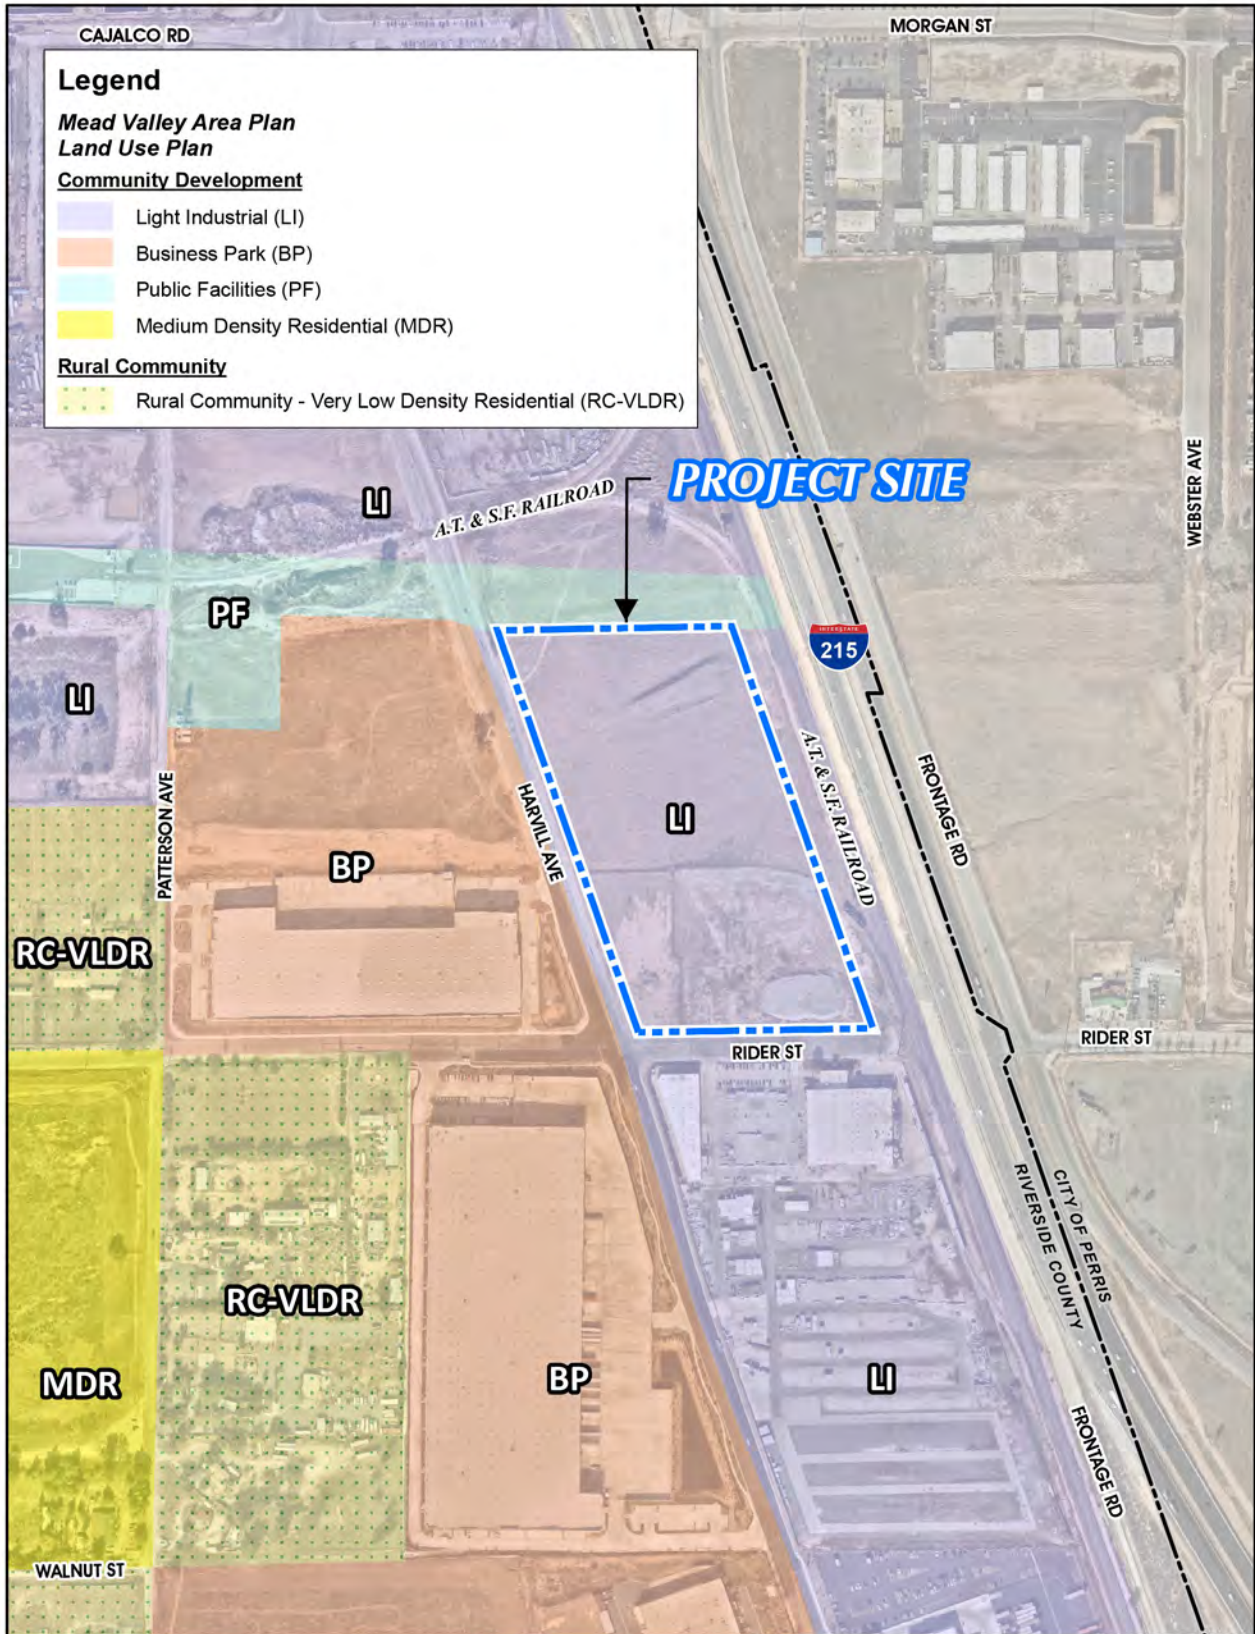 CAJALCO RD
MORGAN ST
Legend
Mead Valley Area Plan
Land Use Plan
Community Development
Light Industrial (LI)
Business Park (BP)
Public Facilities (PF)
Medium Density Residential (MDR)
Rural Community
Rural Community - Very Low Density Residential (RC-VLDR)
WEBSTER AVE
PROJECT SITE
LI
A.T. & S.F. RAILROAD
PF
INTERSTATE
215
LI
PATTERSON AVE
HARVILL AVE
LI
A.T. & S.F. RAILROAD
FRONTAGE RD
BP
RC-VLDR
RIDER ST
RIDER ST
CITY OF PERRIS
RIVERSIDE COUNTY
RC-VLDR
MDR
BP
LI
FRONTAGE RD
WALNUT ST